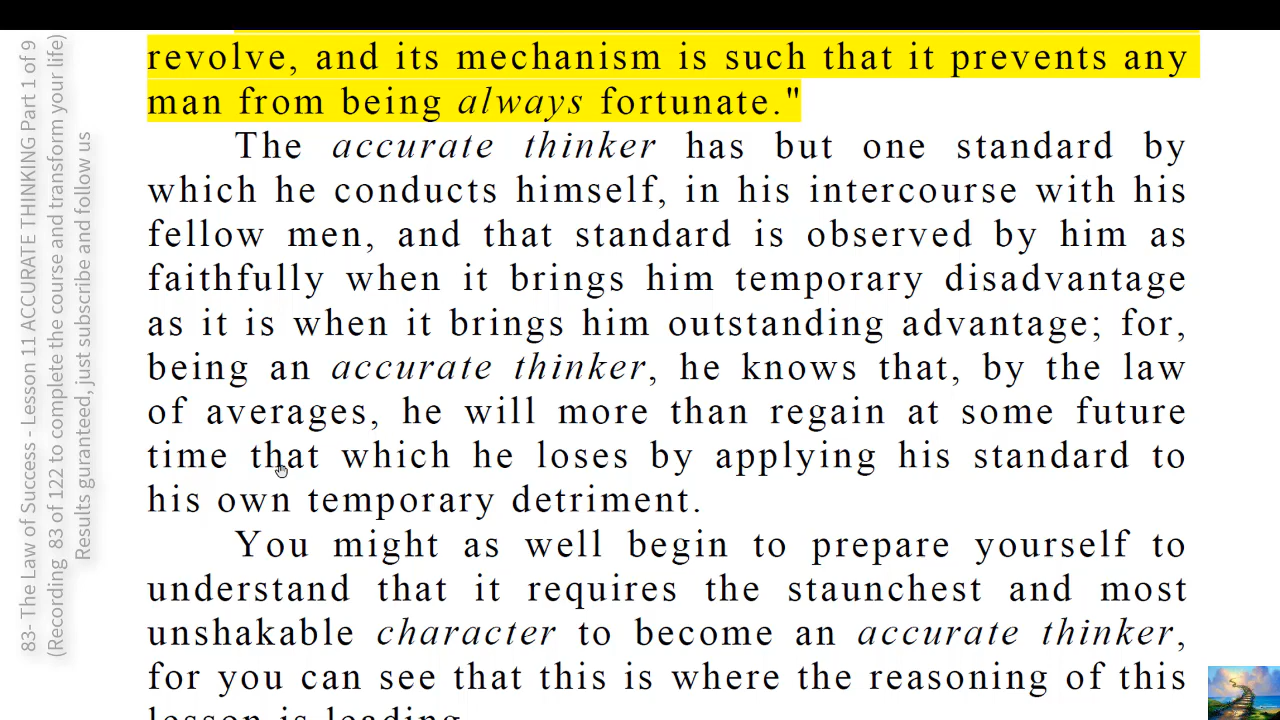 revolve, and its mechanism is such that it prevents any
man from being always fortunate."
The accurate thinker has but one standard by
which he conducts himself, in his intercourse with his
fellow men, and that standard is observed by him as
faithfully when it brings him temporary disadvantage
as it is when it brings him outstanding advantage; for,
being an accurate thinker, he knows that, by the law
of averages, he will more than regain at some future
time that which he loses by applying his standard to
his own temporary detriment.
You might as well begin to prepare yourself to
understand that it requires the staunchest and most
unshakable character to become an accurate thinker,
for you can see that this is where the reasoning of this
lesson is leading.
83- The Law of Success - Lesson 11 ACCURATE THINKING Part 1 of 9
(Recording 83 of 122 to complete the course and transform your life)
Results guranteed, just subscribe and follow us